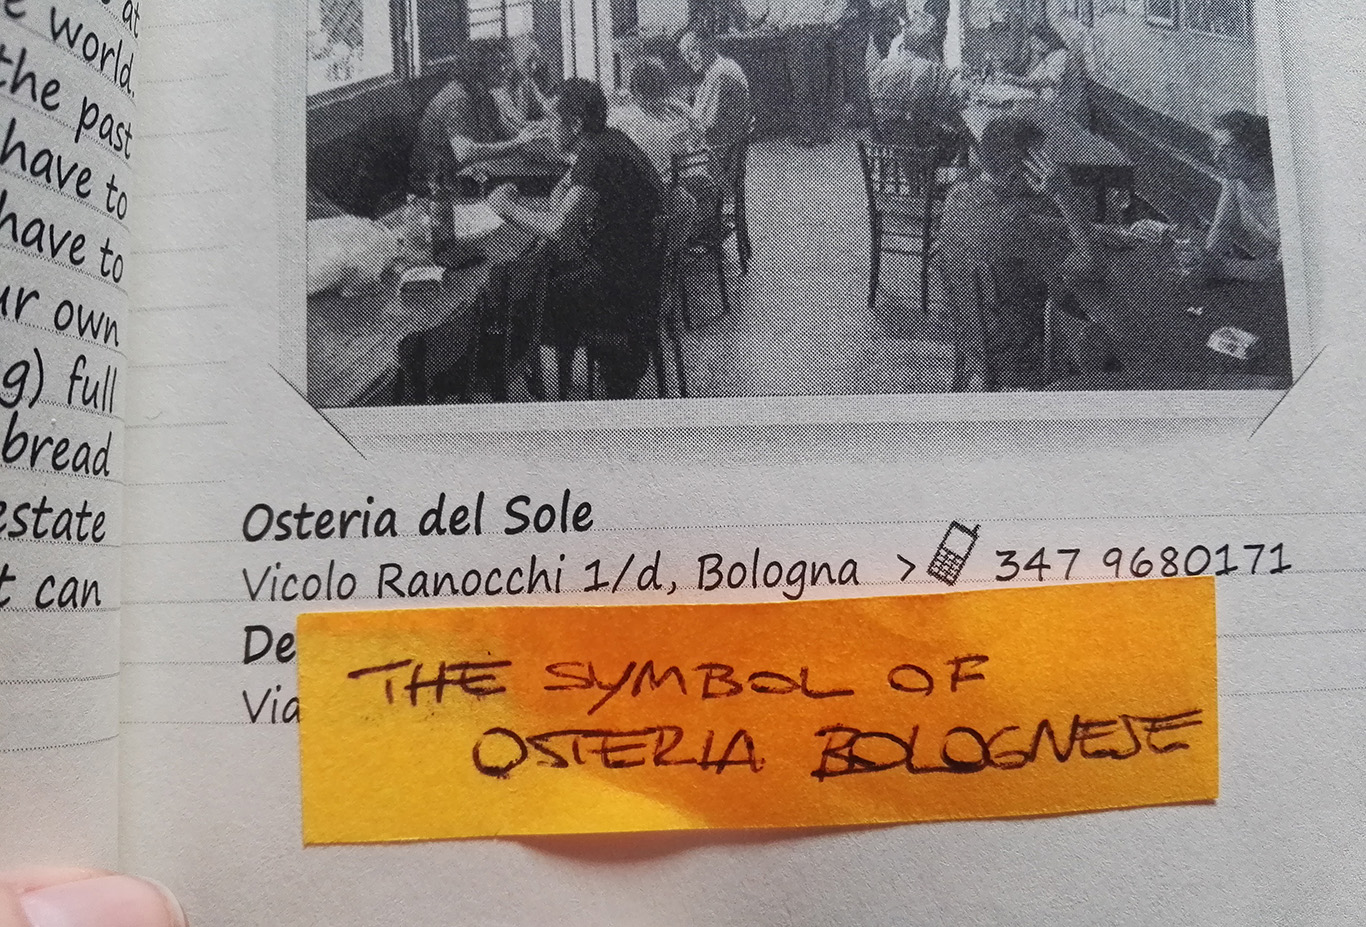 at
world.
the past
have to
have to
own
g) full
bread
estate
t can
Osteria del Sole
Vicolo Ranocchi 1/d, Bologna > 347 9680171
De
Via
THE SYMBOL OF
OSTERIA BOLOGNESE